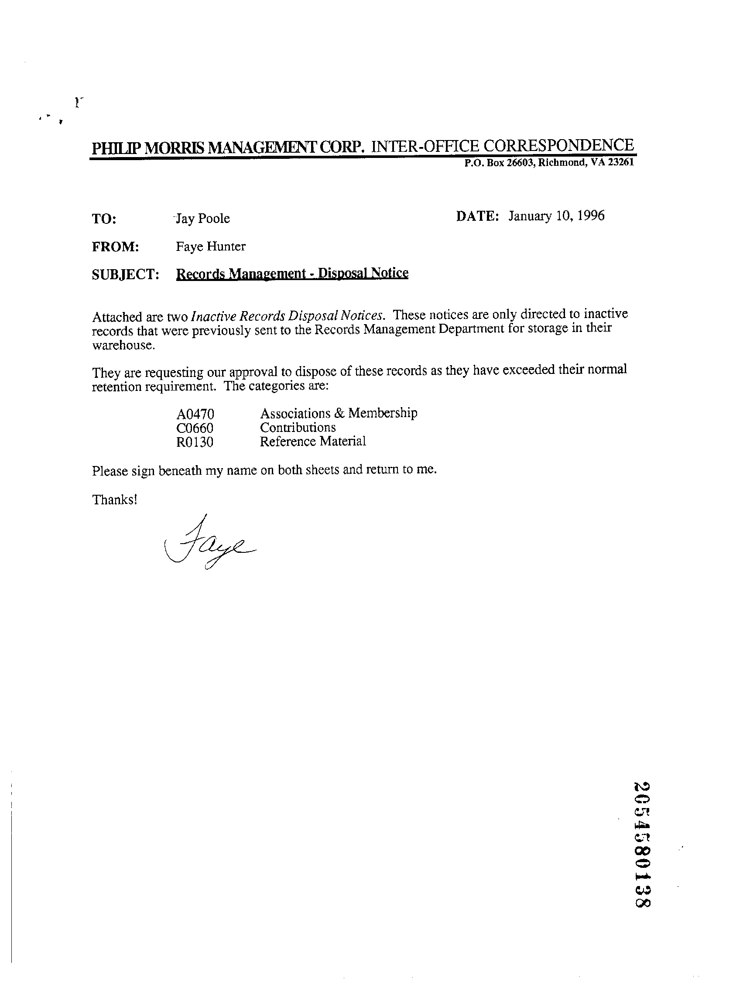 PHILIP MORRIS MANAGEMENT CORP. INTER-OFFICE CORRESPONDENCE
P.O. Box 26603, Richmond, VA 23261
TO: Jay Poole DATE: January 10, 1996
FROM: Faye Hunter
SUBJECT: Records Management - Disposal Notice
Attached are two Inactive Records Disposal Notices. These notices are only directed to inactive
records that were previously sent to the Records Management Department for storage in their
warehouse.
They are requesting our approval to dispose of these records as they have exceeded their normal
retention requirement. The categories are:
A0470 Associations & Membership
C0660 Contributions
R0130 Reference Material
Please sign beneath my name on both sheets and return to me.
Thanks!
Faye
2054580138